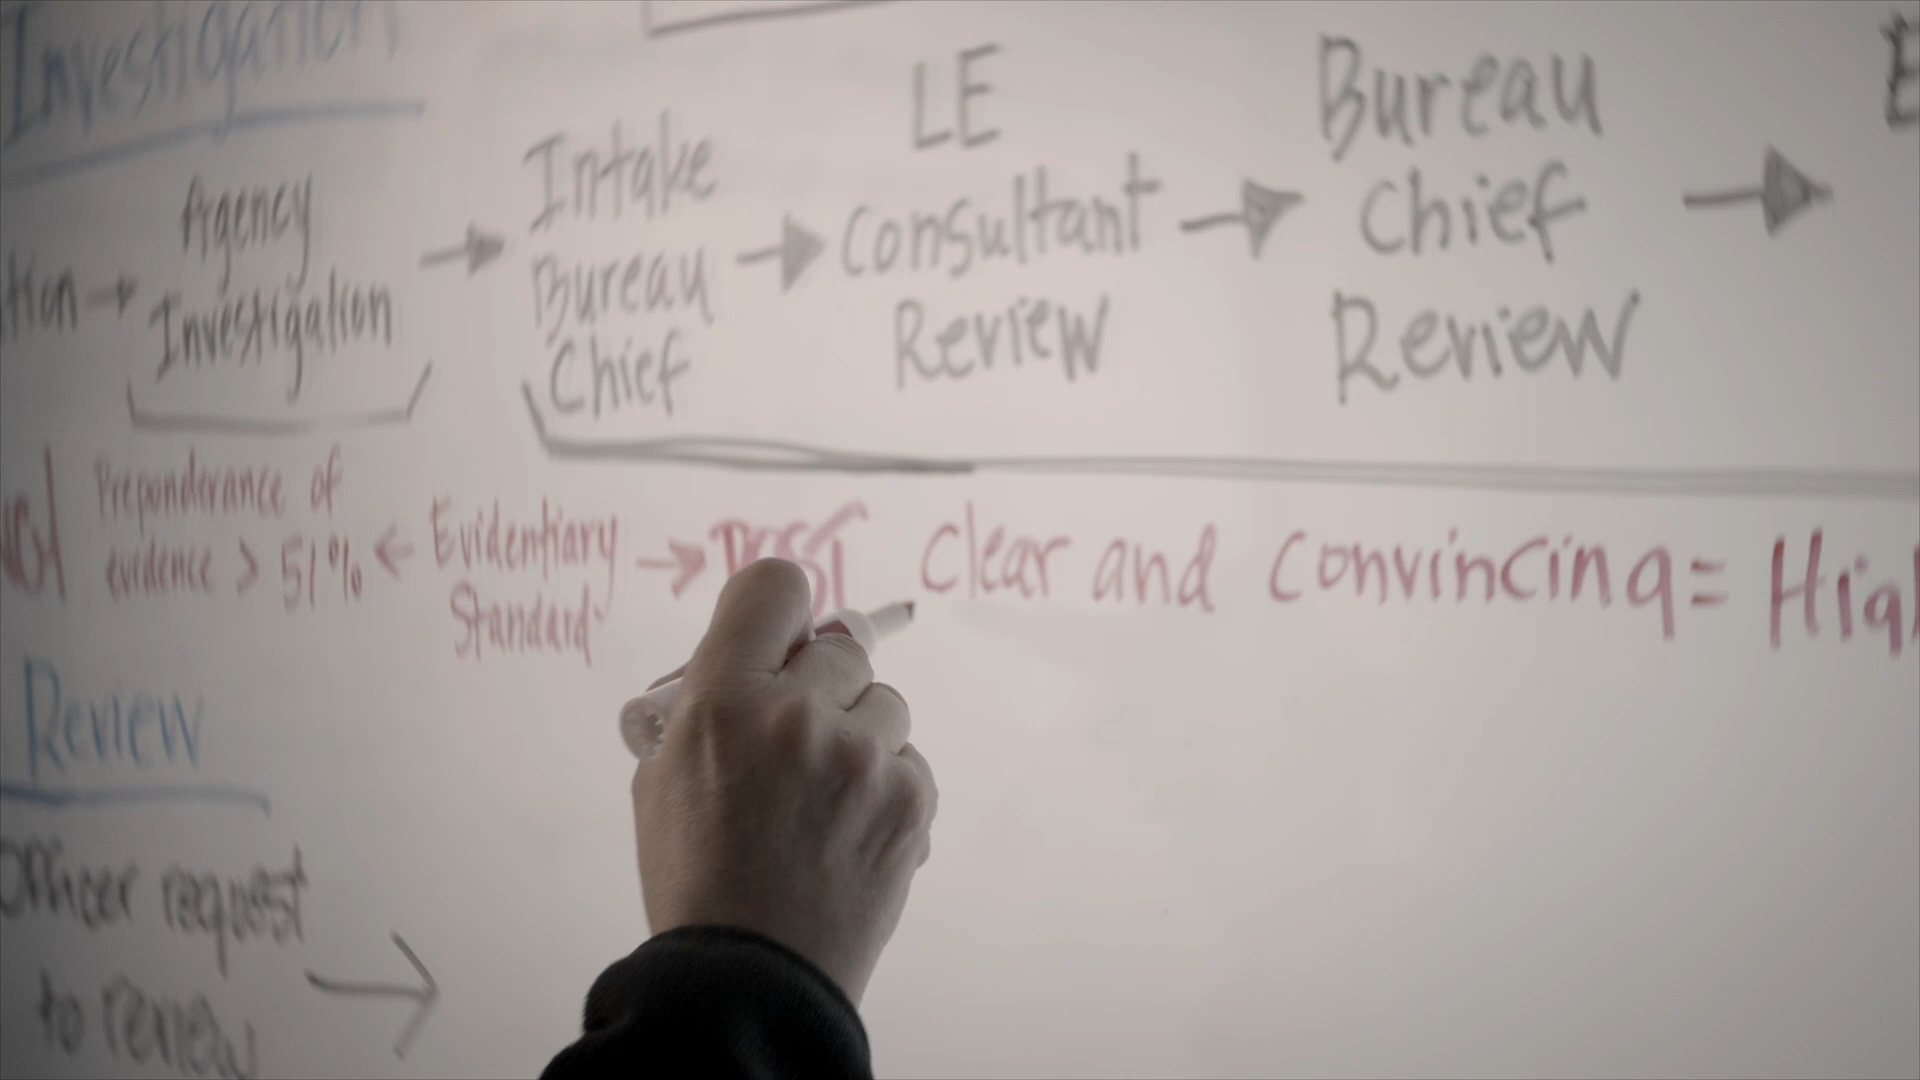 Investigation
Agency
Investigation
Intake
Bureau
Chief
LE
Consultant
Review
Bureau
Chief
Review
Preponderance of
evidence > 51%
← Evidentiary →
Standard
POST
Clear and convincing =
Review
Officer request
to review